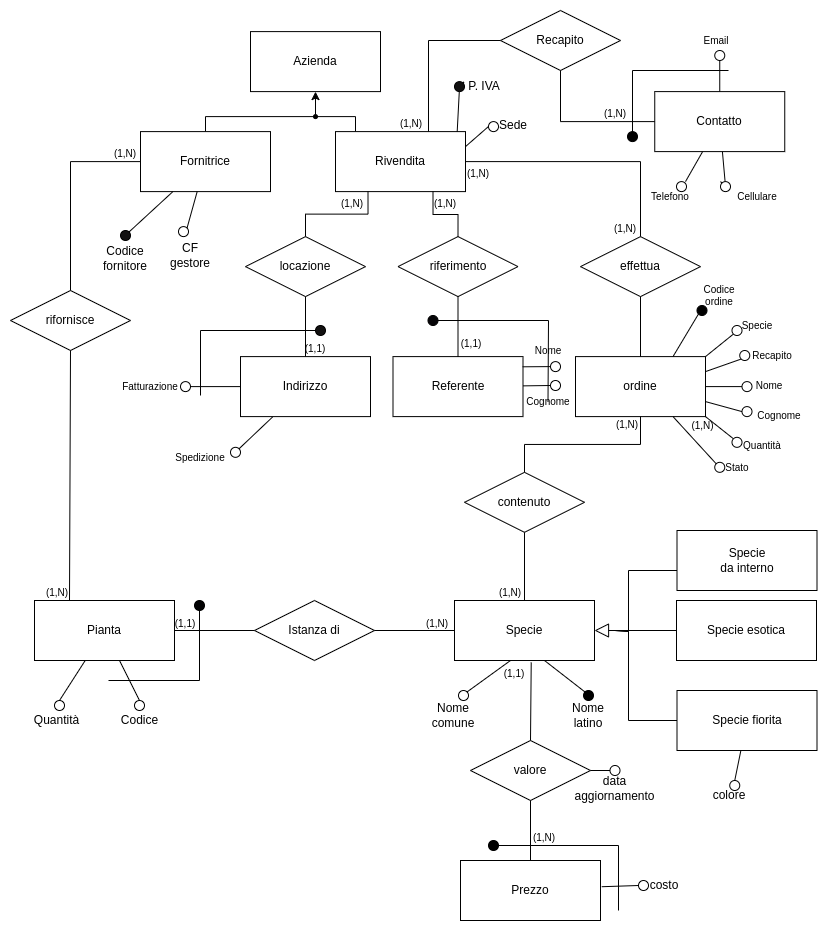 Azienda
Recapito
Email
P. IVA
Contatto
(1,N)
(1,N)
Sede
Fornitrice
Rivendita
(1,N)
(1,N)
Telefono
Cellulare
(1,N)
(1,N)
(1,N)
Codice
fornitore
CF
gestore
locazione
riferimento
effettua
Codice
ordine
rifornisce
Specie
(1,1)
(1,1)
Nome
Recapito
Fatturazione
Indirizzo
Referente
ordine
Nome
Cognome
Cognome
(1,N)
(1,N)
Quantità
Spedizione
Stato
contenuto
Specie
da interno
(1,N)
(1,N)
Pianta
(1,1)
Istanza di
(1,N)
Specie
Specie esotica
(1,1)
Quantità
Codice
Nome
comune
Nome
latino
Specie fiorita
valore
data
aggiornamento
colore
(1,N)
Prezzo
costo